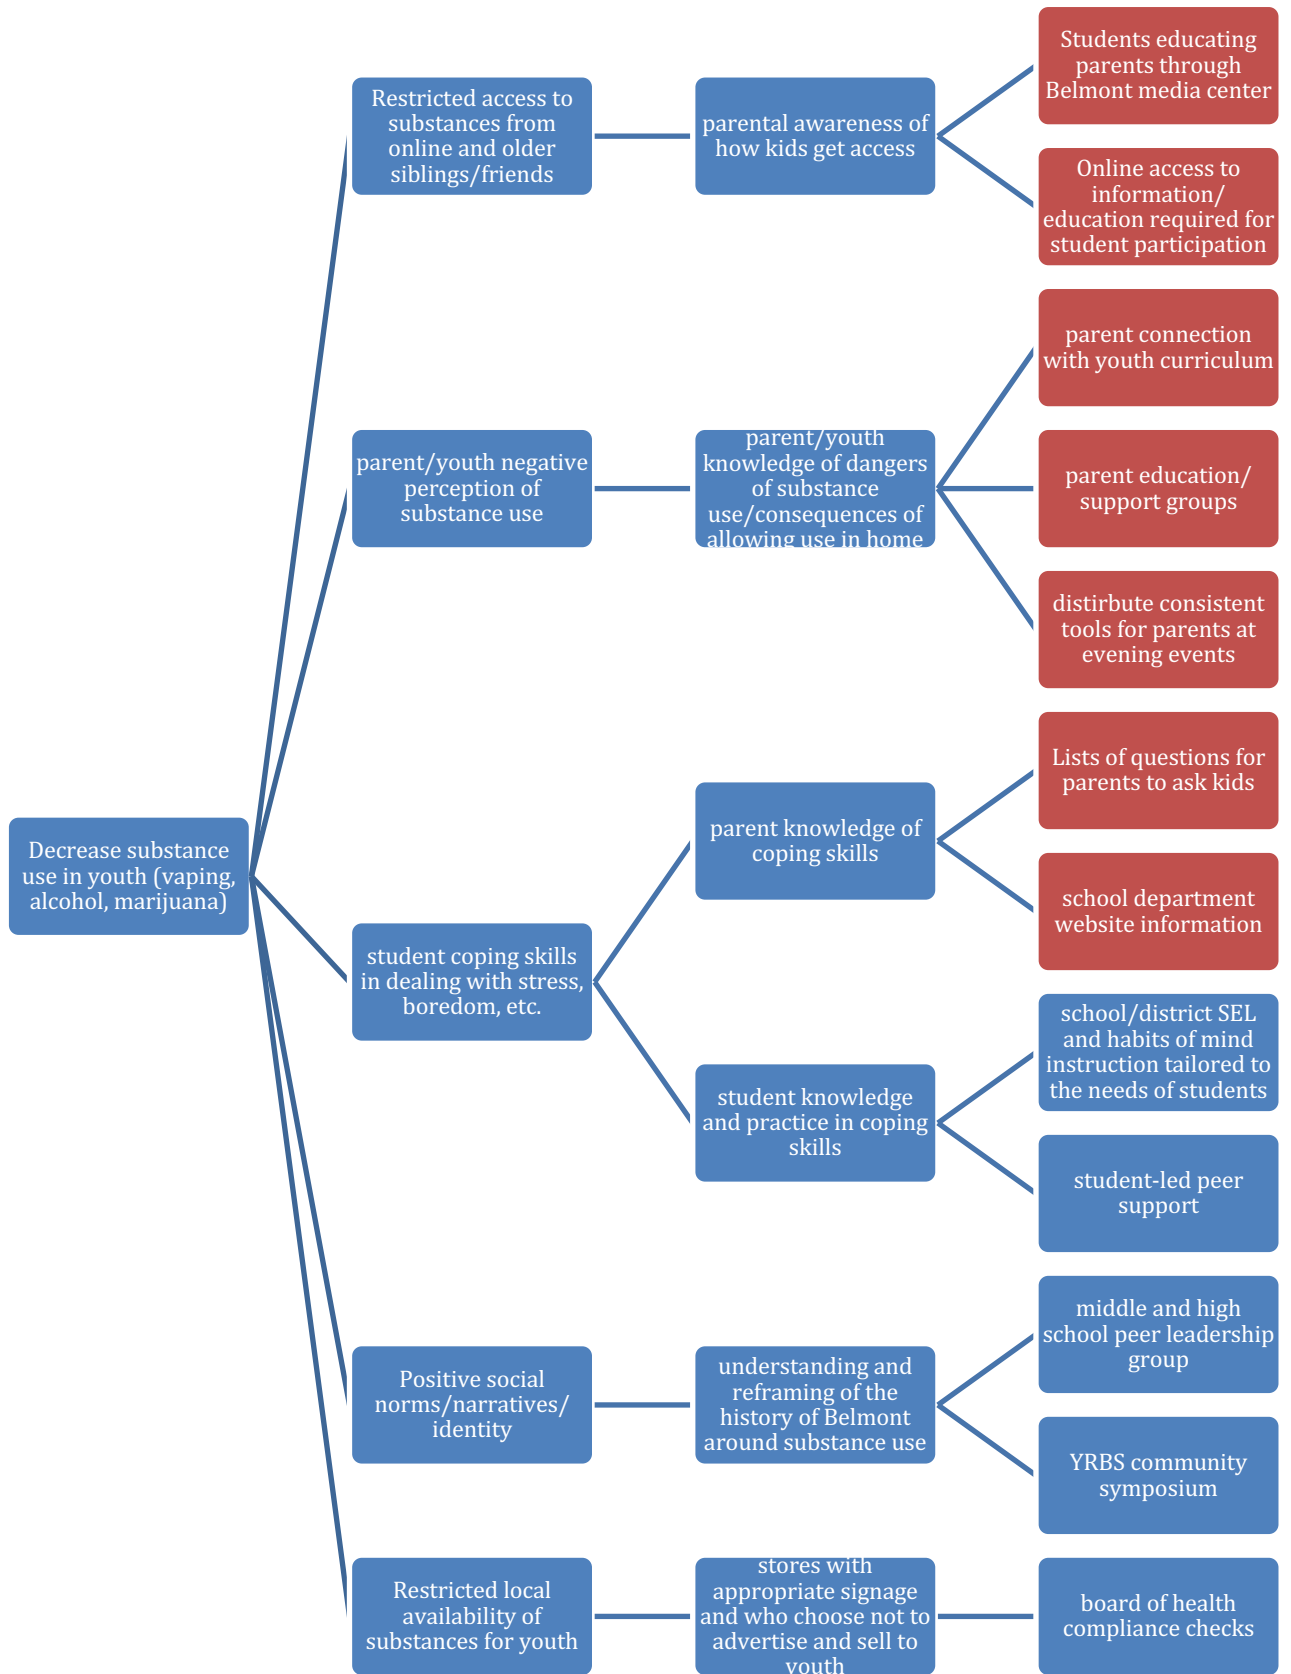 Students educating
parents through
Belmont media center
Restricted access to
substances from
online and older
siblings/friends
parental awareness of
how kids get access
Online access to
information/
education required for
student participation
parent connection
with youth curriculum
parent/youth negative
perception of
substance use
parent/youth
knowledge of dangers
of substance
use/consequences of
allowing use in home
parent education/
support groups
distirbute consistent
tools for parents at
evening events
Lists of questions for
parents to ask kids
parent knowledge of
coping skills
school department
website information
Decrease substance
use in youth (vaping,
alcohol, marijuana)
student coping skills
in dealing with stress,
boredom, etc.
school/district SEL
and habits of mind
instruction tailored to
the needs of students
student knowledge
and practice in coping
skills
student-led peer
support
middle and high
school peer leadership
group
Positive social
norms/narratives/
identity
understanding and
reframing of the
history of Belmont
around substance use
YRBS community
symposium
Restricted local
availability of
substances for youth
stores with
appropriate signage
and who choose not to
advertise and sell to
youth
board of health
compliance checks